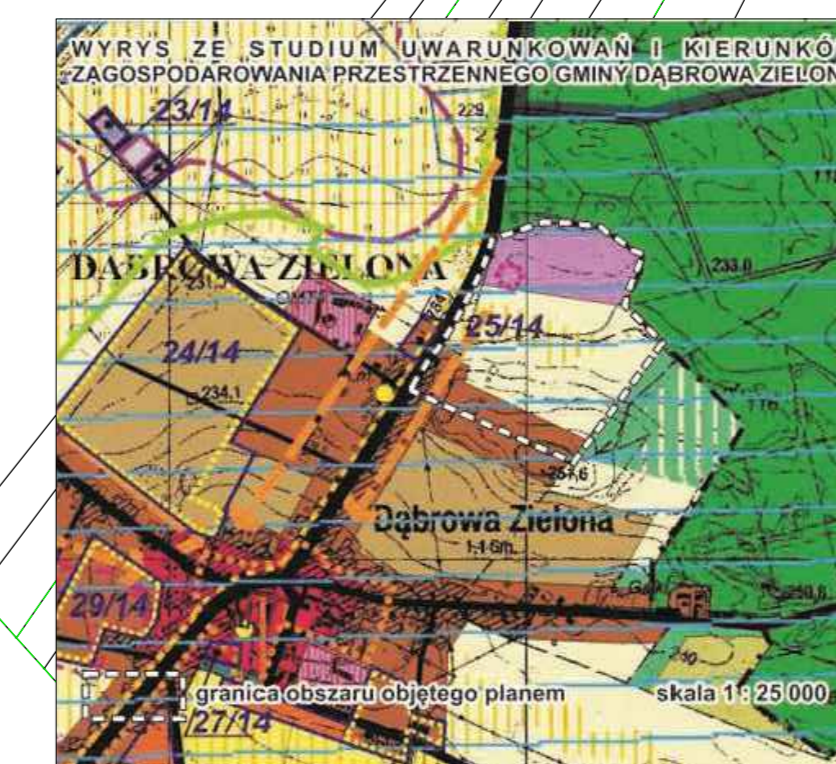 WYRYS ZE STUDIUM UWARUNKOWAŃ I KIERUNKÓ
ZAGOSPODAROWANIA PRZESTRZENNEGO GMINY DĄBROWA ZIELON
23/14
229,
233,0
DĄBROWA ZIELONA
25/14
24/14
234,1
257,6
Dąbrowa Zielona
29/14
240
granica obszaru objętego planem
skala 1 : 25 000
27/14